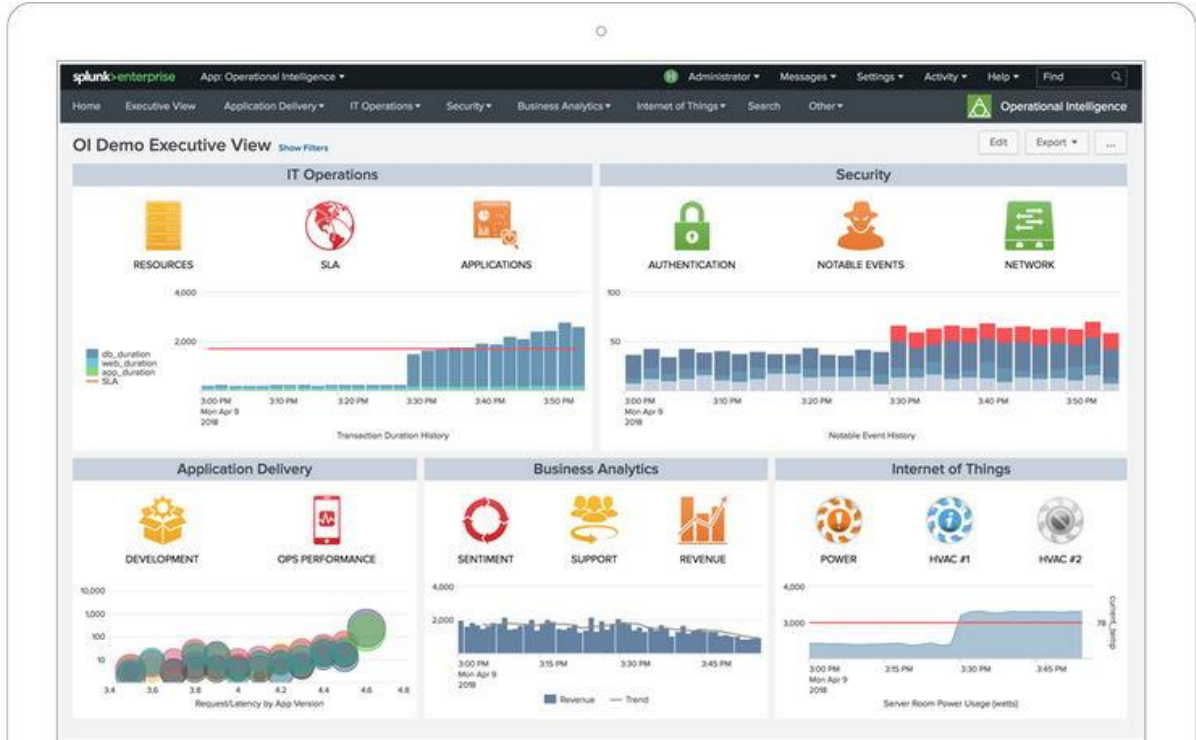 splunk>enterprise App: Operational Intelligence Administrator Messages Settings Activity Help Find
Home Executive View Application Delivery IT Operations Security Business Analytics Internet of Things Search Other Operational Intelligence
OI Demo Executive View Show Filters Edit Export ...
IT Operations
RESOURCES SLA APPLICATIONS
4,000
2,000
db_duration
web_duration
app_duration
SLA
3:00 PM 3:10 PM 3:20 PM 3:30 PM 3:40 PM 3:50 PM
Mon Apr 9
2018
Transaction Duration History
Security
AUTHENTICATION NOTABLE EVENTS NETWORK
100
50
3:00 PM 3:10 PM 3:20 PM 3:30 PM 3:40 PM 3:50 PM
Mon Apr 9
2018
Notable Event History
Application Delivery
DEVELOPMENT OPS PERFORMANCE
10,000
1,000
100
10
3.4 3.6 3.8 4 4.2 4.4 4.6 4.8
Request/Latency by App Version
Business Analytics
SENTIMENT SUPPORT REVENUE
4,000
2,000
3:00 PM 3:15 PM 3:30 PM 3:45 PM
Mon Apr 9
2018
Revenue Trend
Internet of Things
POWER HVAC #1 HVAC #2
4,000
3,000 78
current_temp
3:00 PM 3:15 PM 3:30 PM 3:45 PM
Mon Apr 9
2018
Server Room Power Usage (watts)